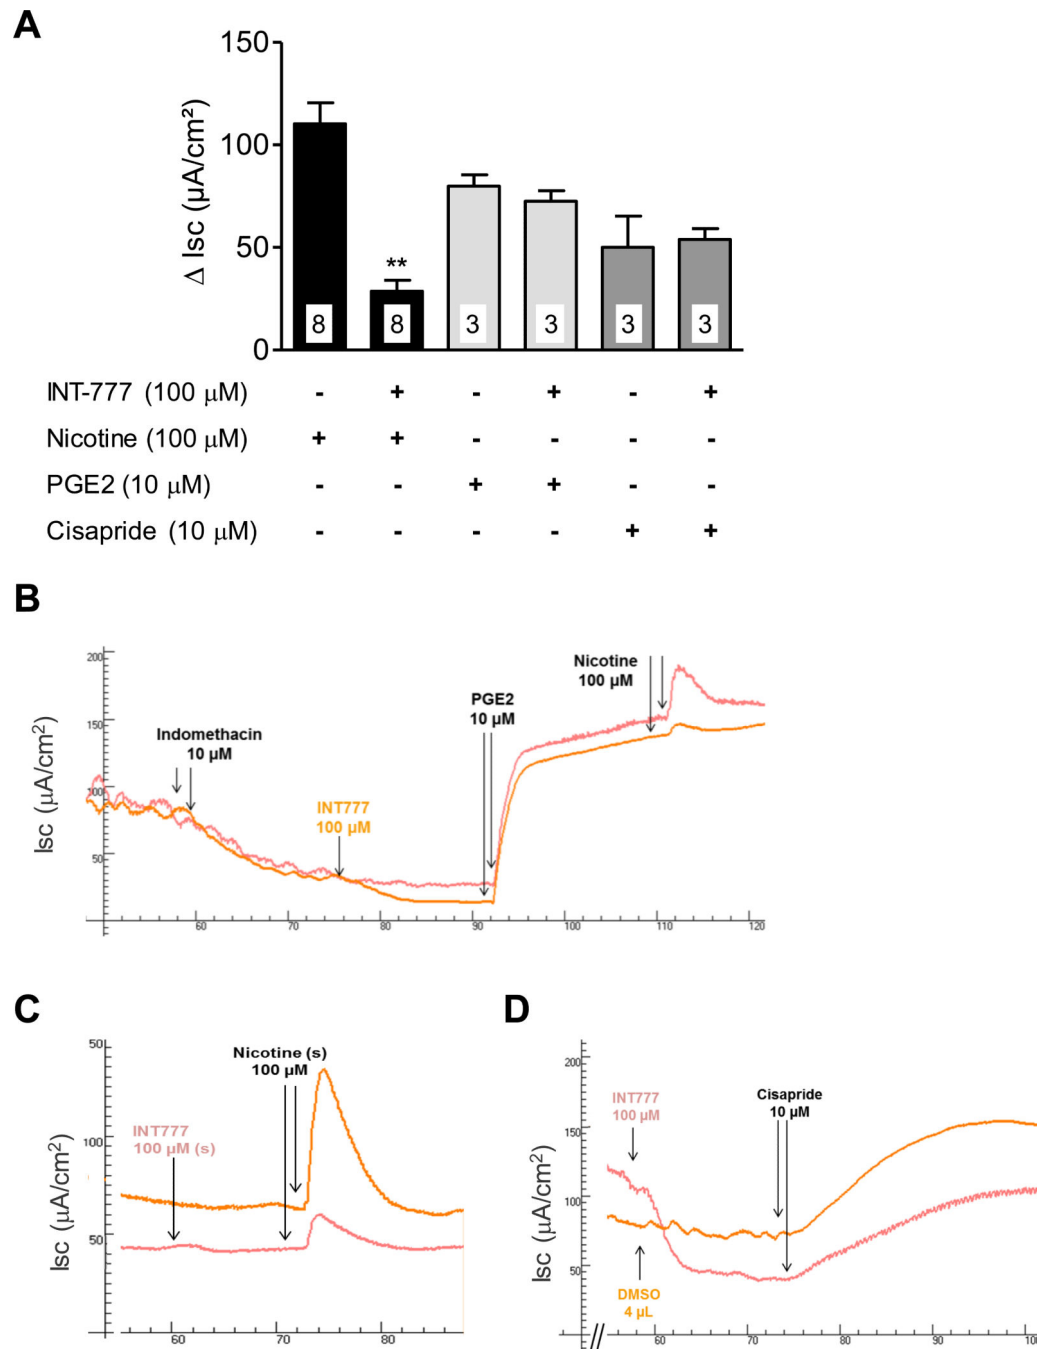 A
Δ Isc (µA/cm²)
150
100
50
0
**
8 8 3 3 3 3
INT-777 (100 µM) - + - + - +
Nicotine (100 µM) + + - - - -
PGE2 (10 µM) - - + + - -
Cisapride (10 µM) - - - - + +
B
Isc (µA/cm2)
200
150
100
50
Indomethacin
10 µM
INT777
100 µM
PGE2
10 µM
Nicotine
100 µM
60 70 80 90 100 110 120
C
Isc (µA/cm2)
50
100
50
INT777
100 µM (s)
Nicotine (s)
100 µM
60 70 80
D
Isc (µA/cm2)
200
150
100
50
INT777
100 µM
DMSO
4 µL
Cisapride
10 µM
60 70 80 90 100